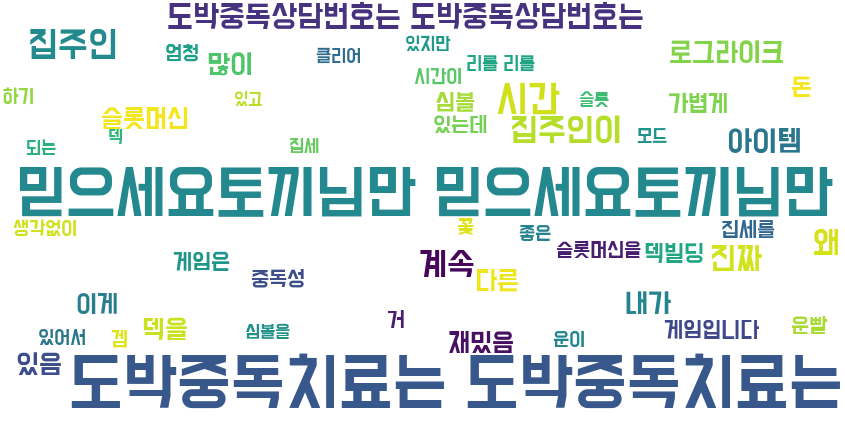 도박중독상담번호는 도박중독상담번호는
집주인 엄청 많이 클리어 있지만 리롤 리롤 로그라이크
하기 슬롯머신 있고 시간이 심볼 시간 슬롯 가볍게 돈
되는 덱 집세 있는데 집주인이 모드 아이템
믿으세요토끼님만 믿으세요토끼님만
생각없이 꽃 좋은 집세를 왜
게임은 중독성 계속 다른 슬롯머신을 덱빌딩 진짜
이게 덱을 거 내가
있어서 겜 심볼을 재밌음 운이 게임입니다 운빨
있음 도박중독치료는 도박중독치료는